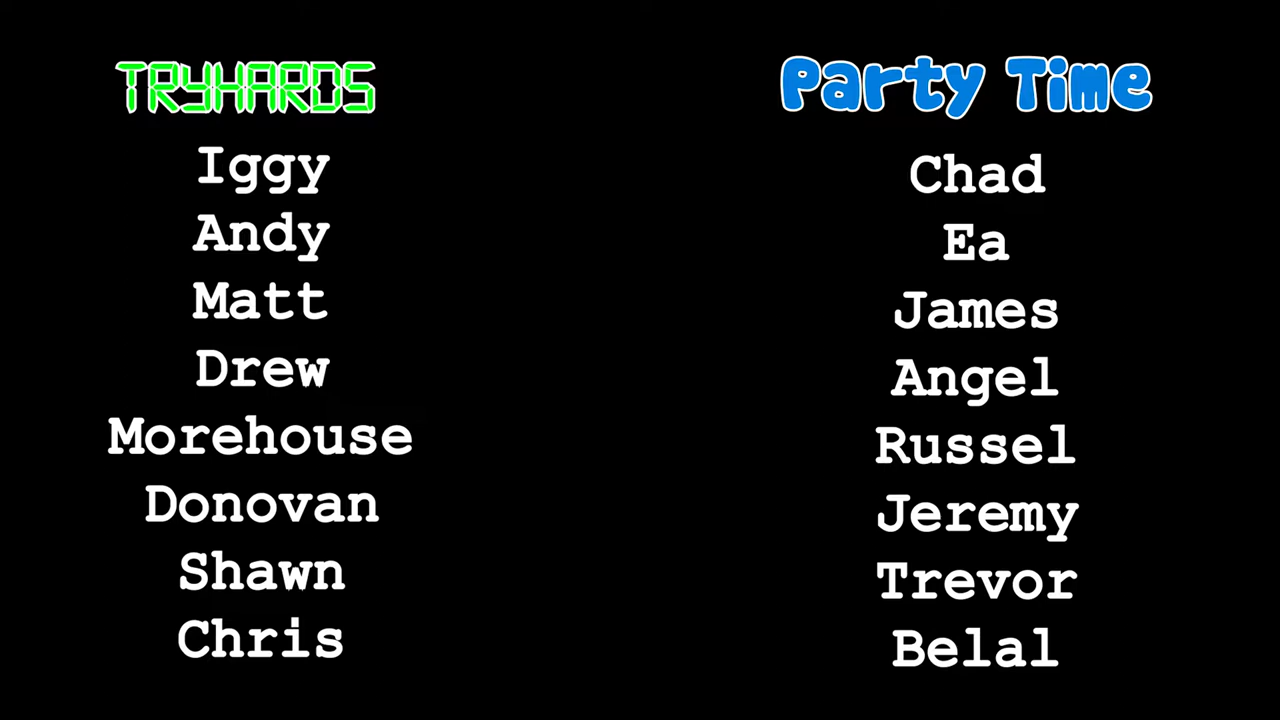 TRYHARDS
Iggy
Andy
Matt
Drew
Morehouse
Donovan
Shawn
Chris
Party Time
Chad
Ea
James
Angel
Russel
Jeremy
Trevor
Belal